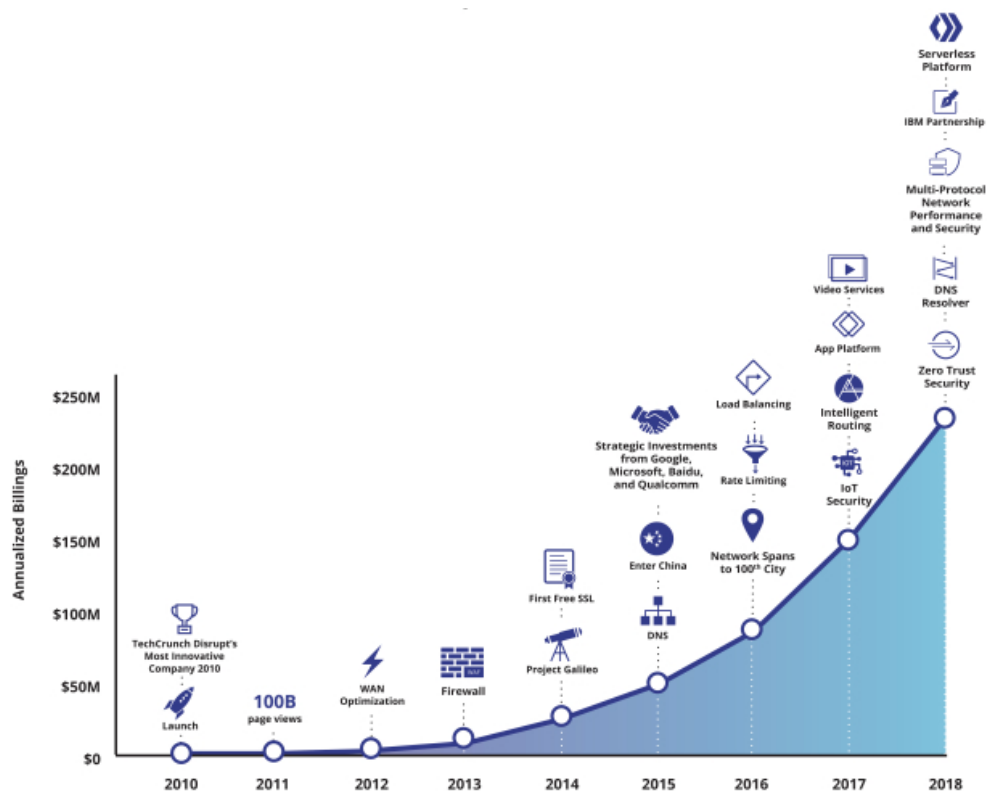 Serverless
Platform
IBM Partnership
Multi-Protocol
Network
Performance
and Security
DNS
Resolver
Zero Trust
Security
Video Services
App Platform
Intelligent
Routing
IOT
IoT
Security
Load Balancing
Rate Limiting
Network Spans
to 100th City
Strategic Investments
from Google,
Microsoft, Baidu,
and Qualcomm
Enter China
DNS
First Free SSL
Project Galileo
WAF
Firewall
WAN
Optimization
100B
page views
TechCrunch Disrupt's
Most Innovative
Company 2010
Launch
Annualized Billings
$250M
$200M
$150M
$100M
$50M
$0
2010 2011 2012 2013 2014 2015 2016 2017 2018